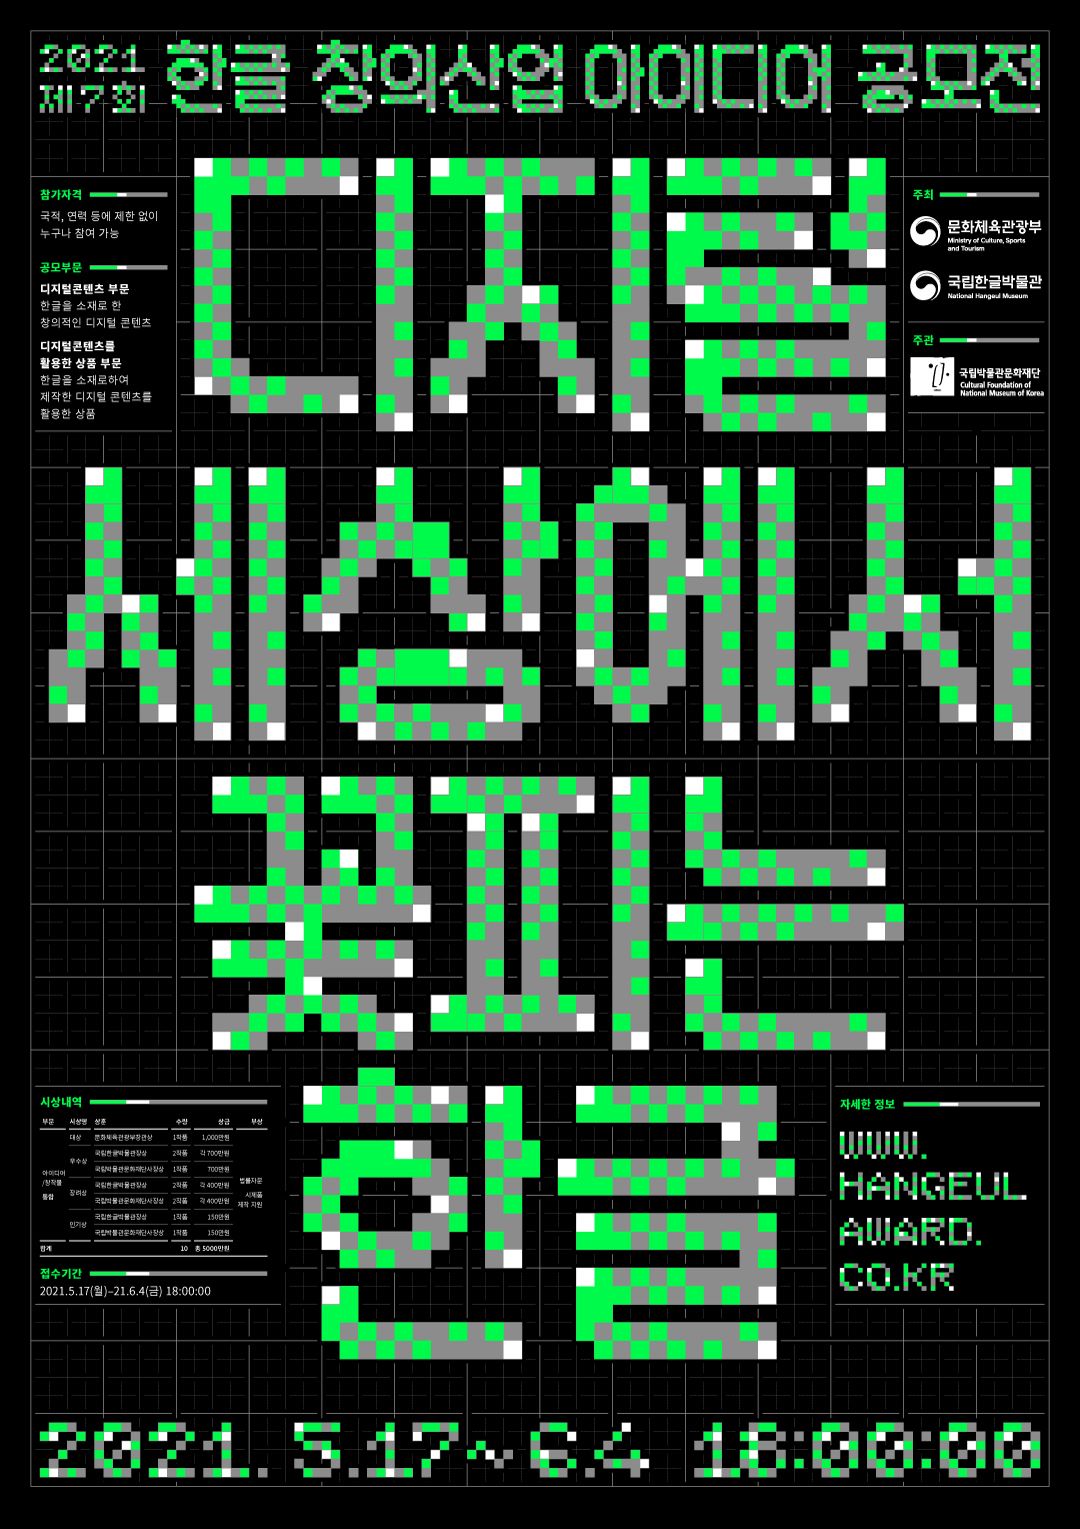 2021
제7회
한글 창의산업 아이디어 공모전
참가자격
국적, 연력 등에 제한 없이
누구나 참여 가능
공모부문
디지털콘텐츠 부문
한글을 소재로 한
창의적인 디지털 콘텐츠
디지털콘텐츠를
활용한 상품 부문
한글을 소재로하여
제작한 디지털 콘텐츠를
활용한 상품
주최
문화체육관광부
Ministry of Culture, Sports
and Tourism
국립한글박물관
National Hangeul Museum
주관
국립박물관문화재단
Cultural Foundation of
National Museum of Korea
디지털
시상에서
꽃피는
한글
시상내역
부문 시상명 상훈 수량 상금 부상
대상 문화체육관광부장관상 1작품 1,000만원
우수상 국립한글박물관장상 2작품 각 700만원
국립박물관문화재단사장상 1작품 700만원
아이디어
/창작물
통합
장려상 국립한글박물관장상 2작품 각 400만원
국립박물관문화재단사장상 2작품 각 400만원
인기상 국립한글박물관장상 1작품 150만원
국립박물관문화재단사장상 1작품 150만원
법률자문
시제품
제작 지원
합계 10 총 5000만원
접수기간
2021.5.17(월)–21.6.4(금) 18:00:00
자세한 정보
WWW.
HANGEUL
AWARD.
CO.KR
2021. 5.17~ 6.4 18:00:00